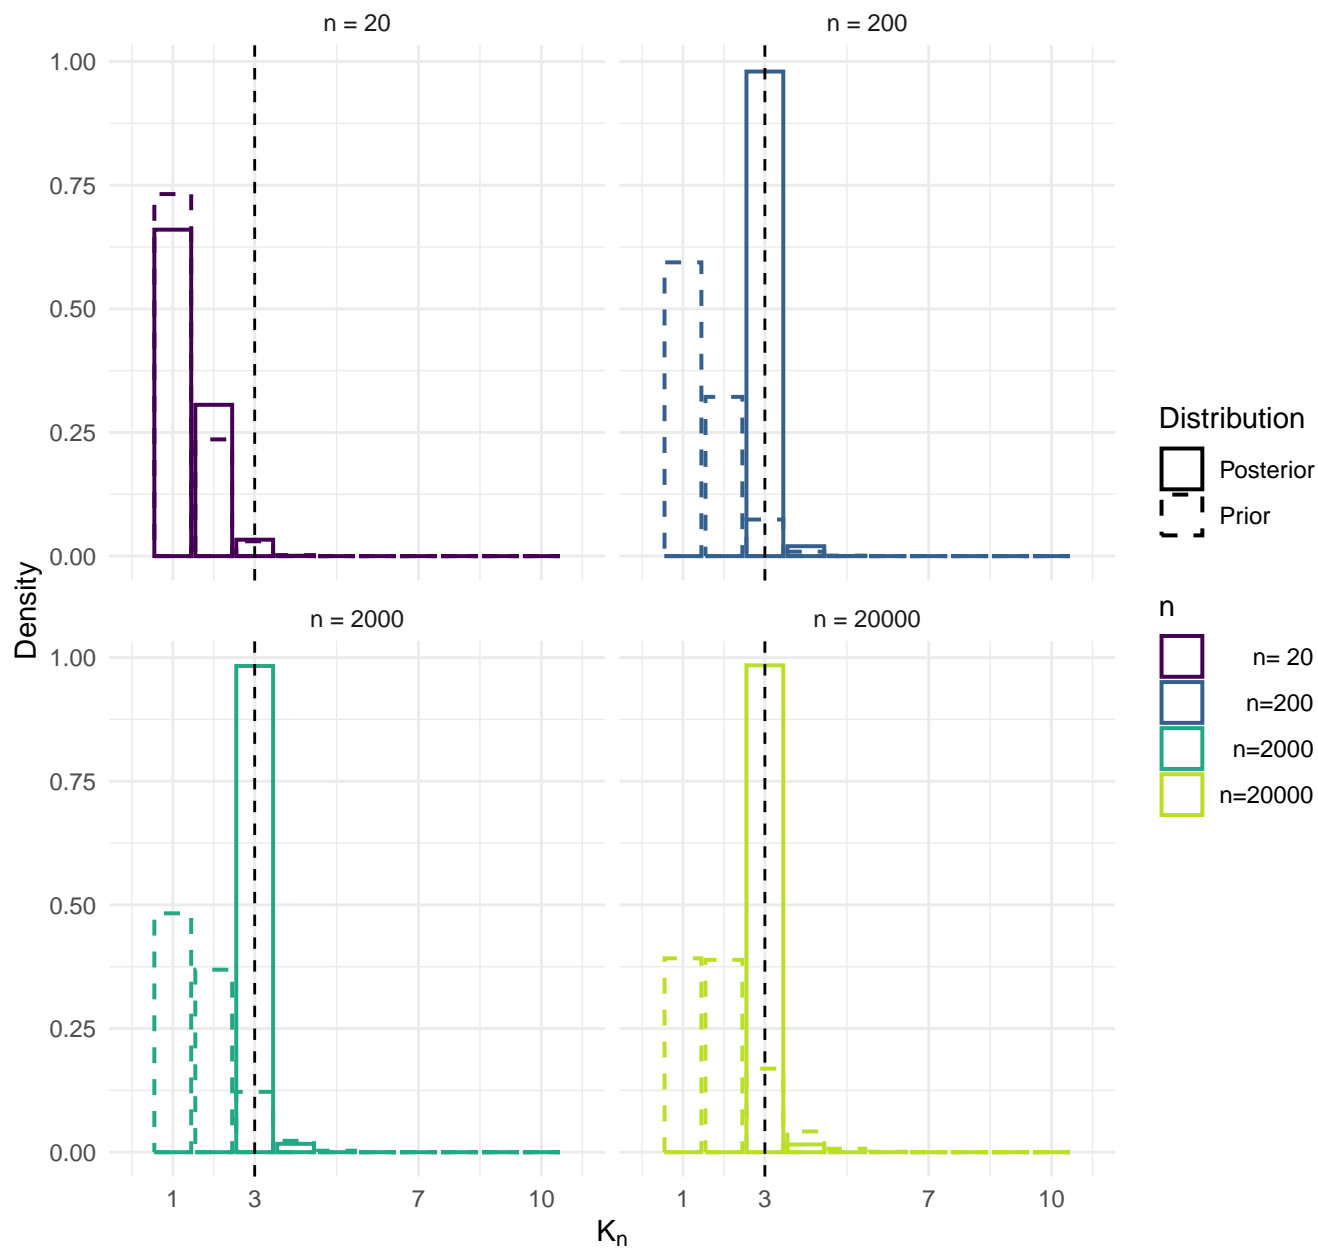 n = 20
n = 200
1.00
0.75
0.50
0.25
0.00
Density
n = 2000
n = 20000
1.00
0.75
0.50
0.25
0.00
1 3 7 10
1 3 7 10
Kn
Distribution
Posterior
Prior
n
n= 20
n=200
n=2000
n=20000